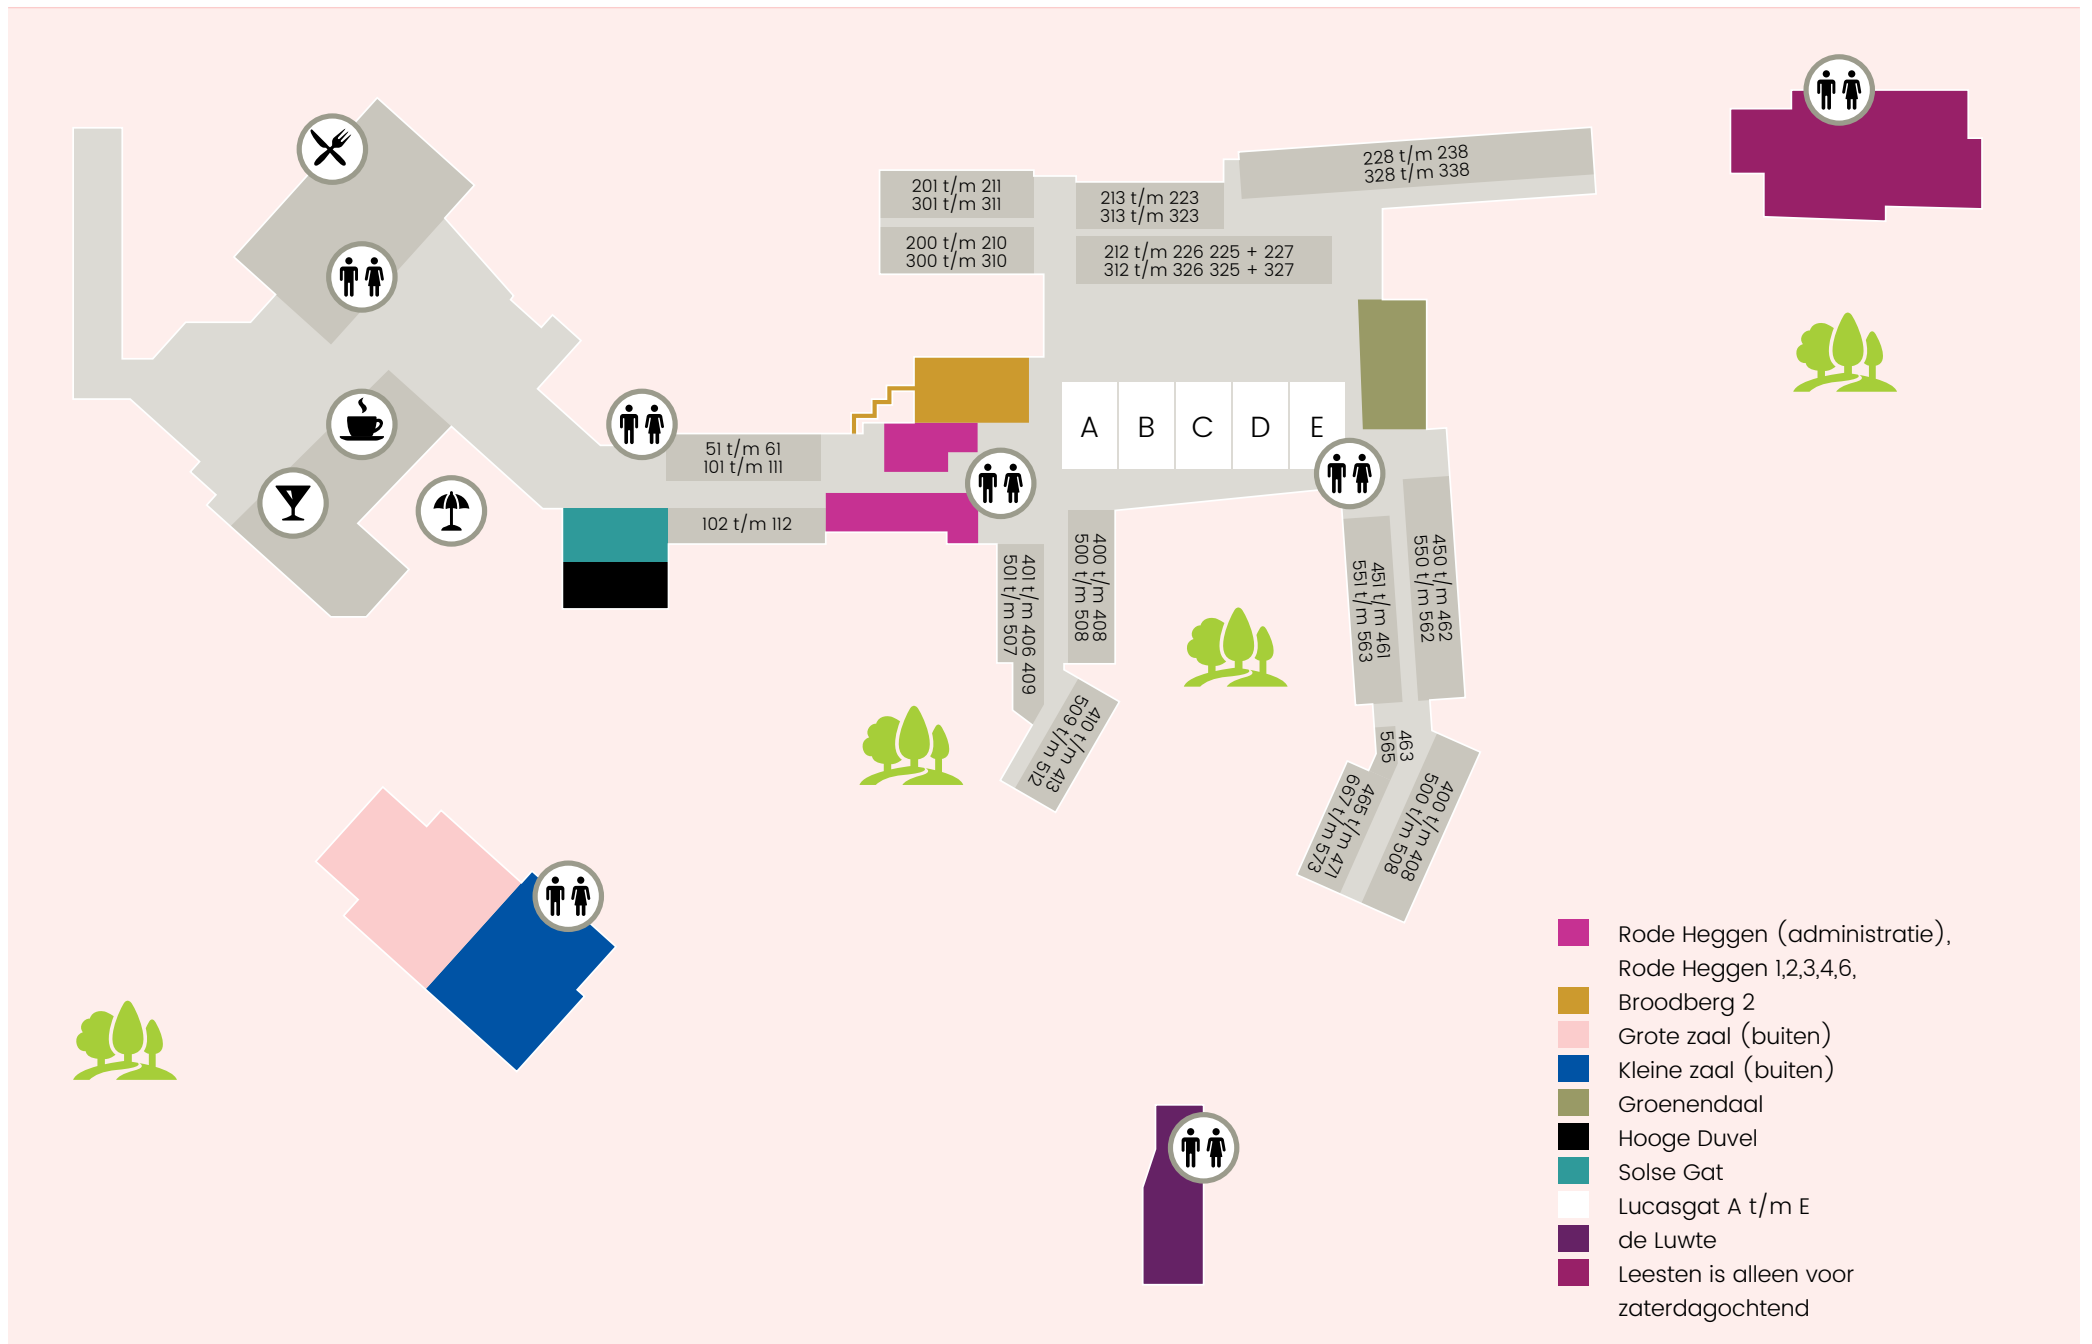 228 t/m 238
328 t/m 338
201 t/m 211
301 t/m 311
213 t/m 223
313 t/m 323
200 t/m 210
300 t/m 310
212 t/m 226 225 + 227
312 t/m 326 325 + 327
A B C D E
51 t/m 61
101 t/m 111
102 t/m 112
401 t/m 406 409
501 t/m 507
400 t/m 408
500 t/m 508
410 t/m 413
509 t/m 512
451 t/m 461
551 t/m 563
450 t/m 462
550 t/m 562
463
565
465 t/m 471
667 t/m 573
400 t/m 408
500 t/m 508
Rode Heggen (administratie),
Rode Heggen 1,2,3,4,6,
Broodberg 2
Grote zaal (buiten)
Kleine zaal (buiten)
Groenendaal
Hooge Duvel
Solse Gat
Lucasgat A t/m E
de Luwte
Leesten is alleen voor
zaterdagochtend